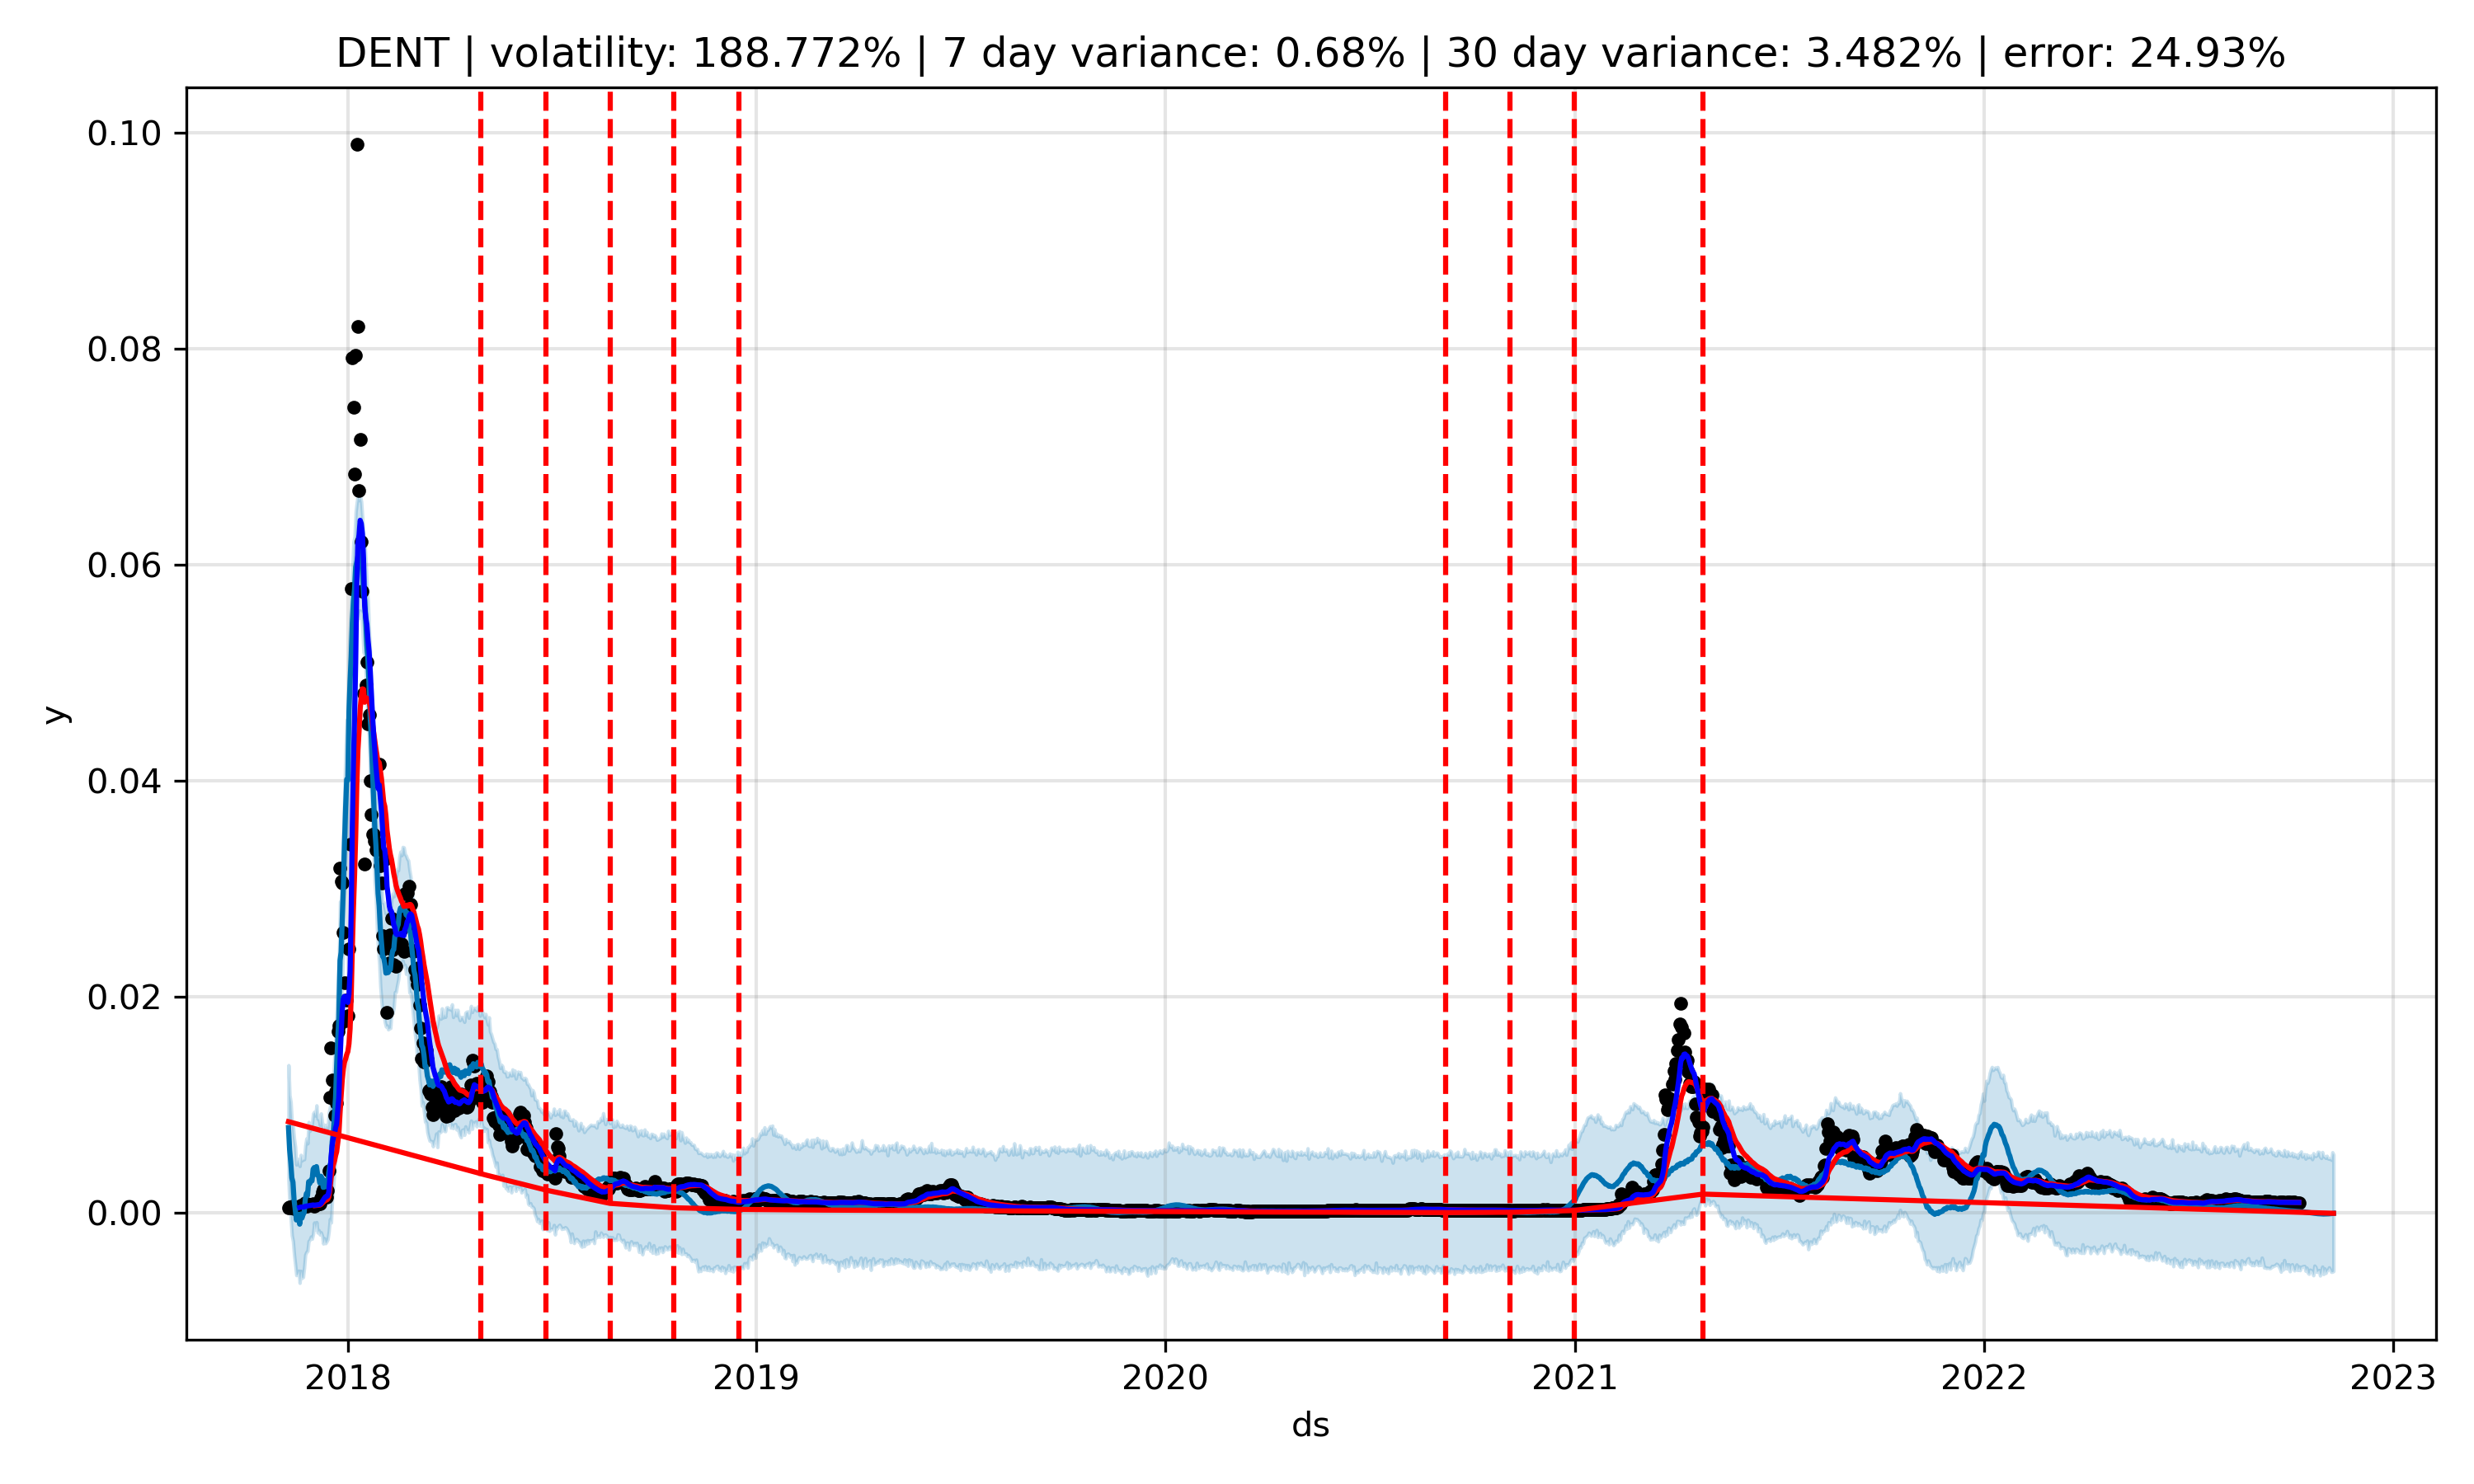 DENT | volatility: 188.772% | 7 day variance: 0.68% | 30 day variance: 3.482% | error: 24.93%
0.10
0.08
0.06
0.04
0.02
0.00
y
2018 2019 2020 2021 2022 2023
ds